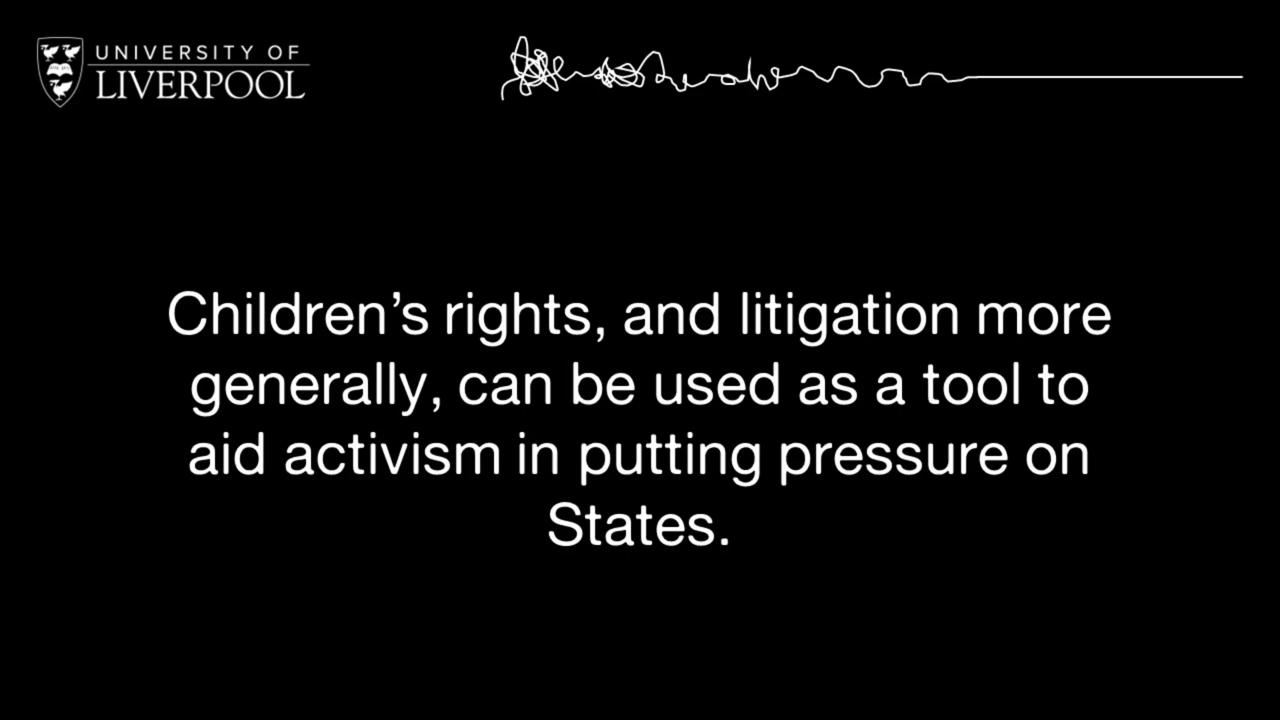 UNIVERSITY OF
LIVERPOOL
Children’s rights, and litigation more
generally, can be used as a tool to
aid activism in putting pressure on
States.